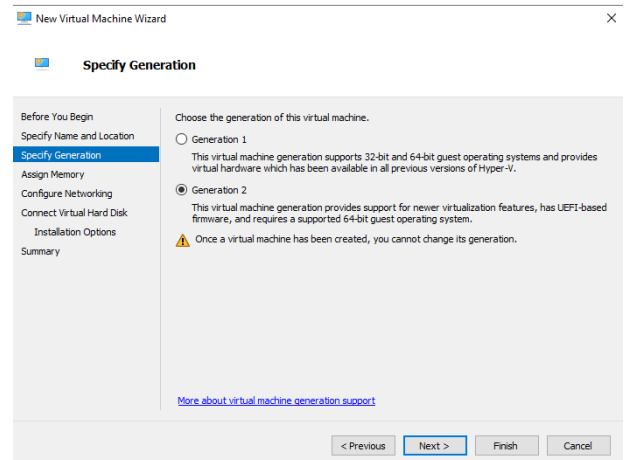 New Virtual Machine Wizard
Specify Generation
Before You Begin
Specify Name and Location
Specify Generation
Assign Memory
Configure Networking
Connect Virtual Hard Disk
Installation Options
Summary
Choose the generation of this virtual machine.
Generation 1
This virtual machine generation supports 32-bit and 64-bit guest operating systems and provides
virtual hardware which has been available in all previous versions of Hyper-V.
Generation 2
This virtual machine generation provides support for newer virtualization features, has UEFI-based
firmware, and requires a supported 64-bit guest operating system.
Once a virtual machine has been created, you cannot change its generation.
More about virtual machine generation support
< Previous
Next >
Finish
Cancel